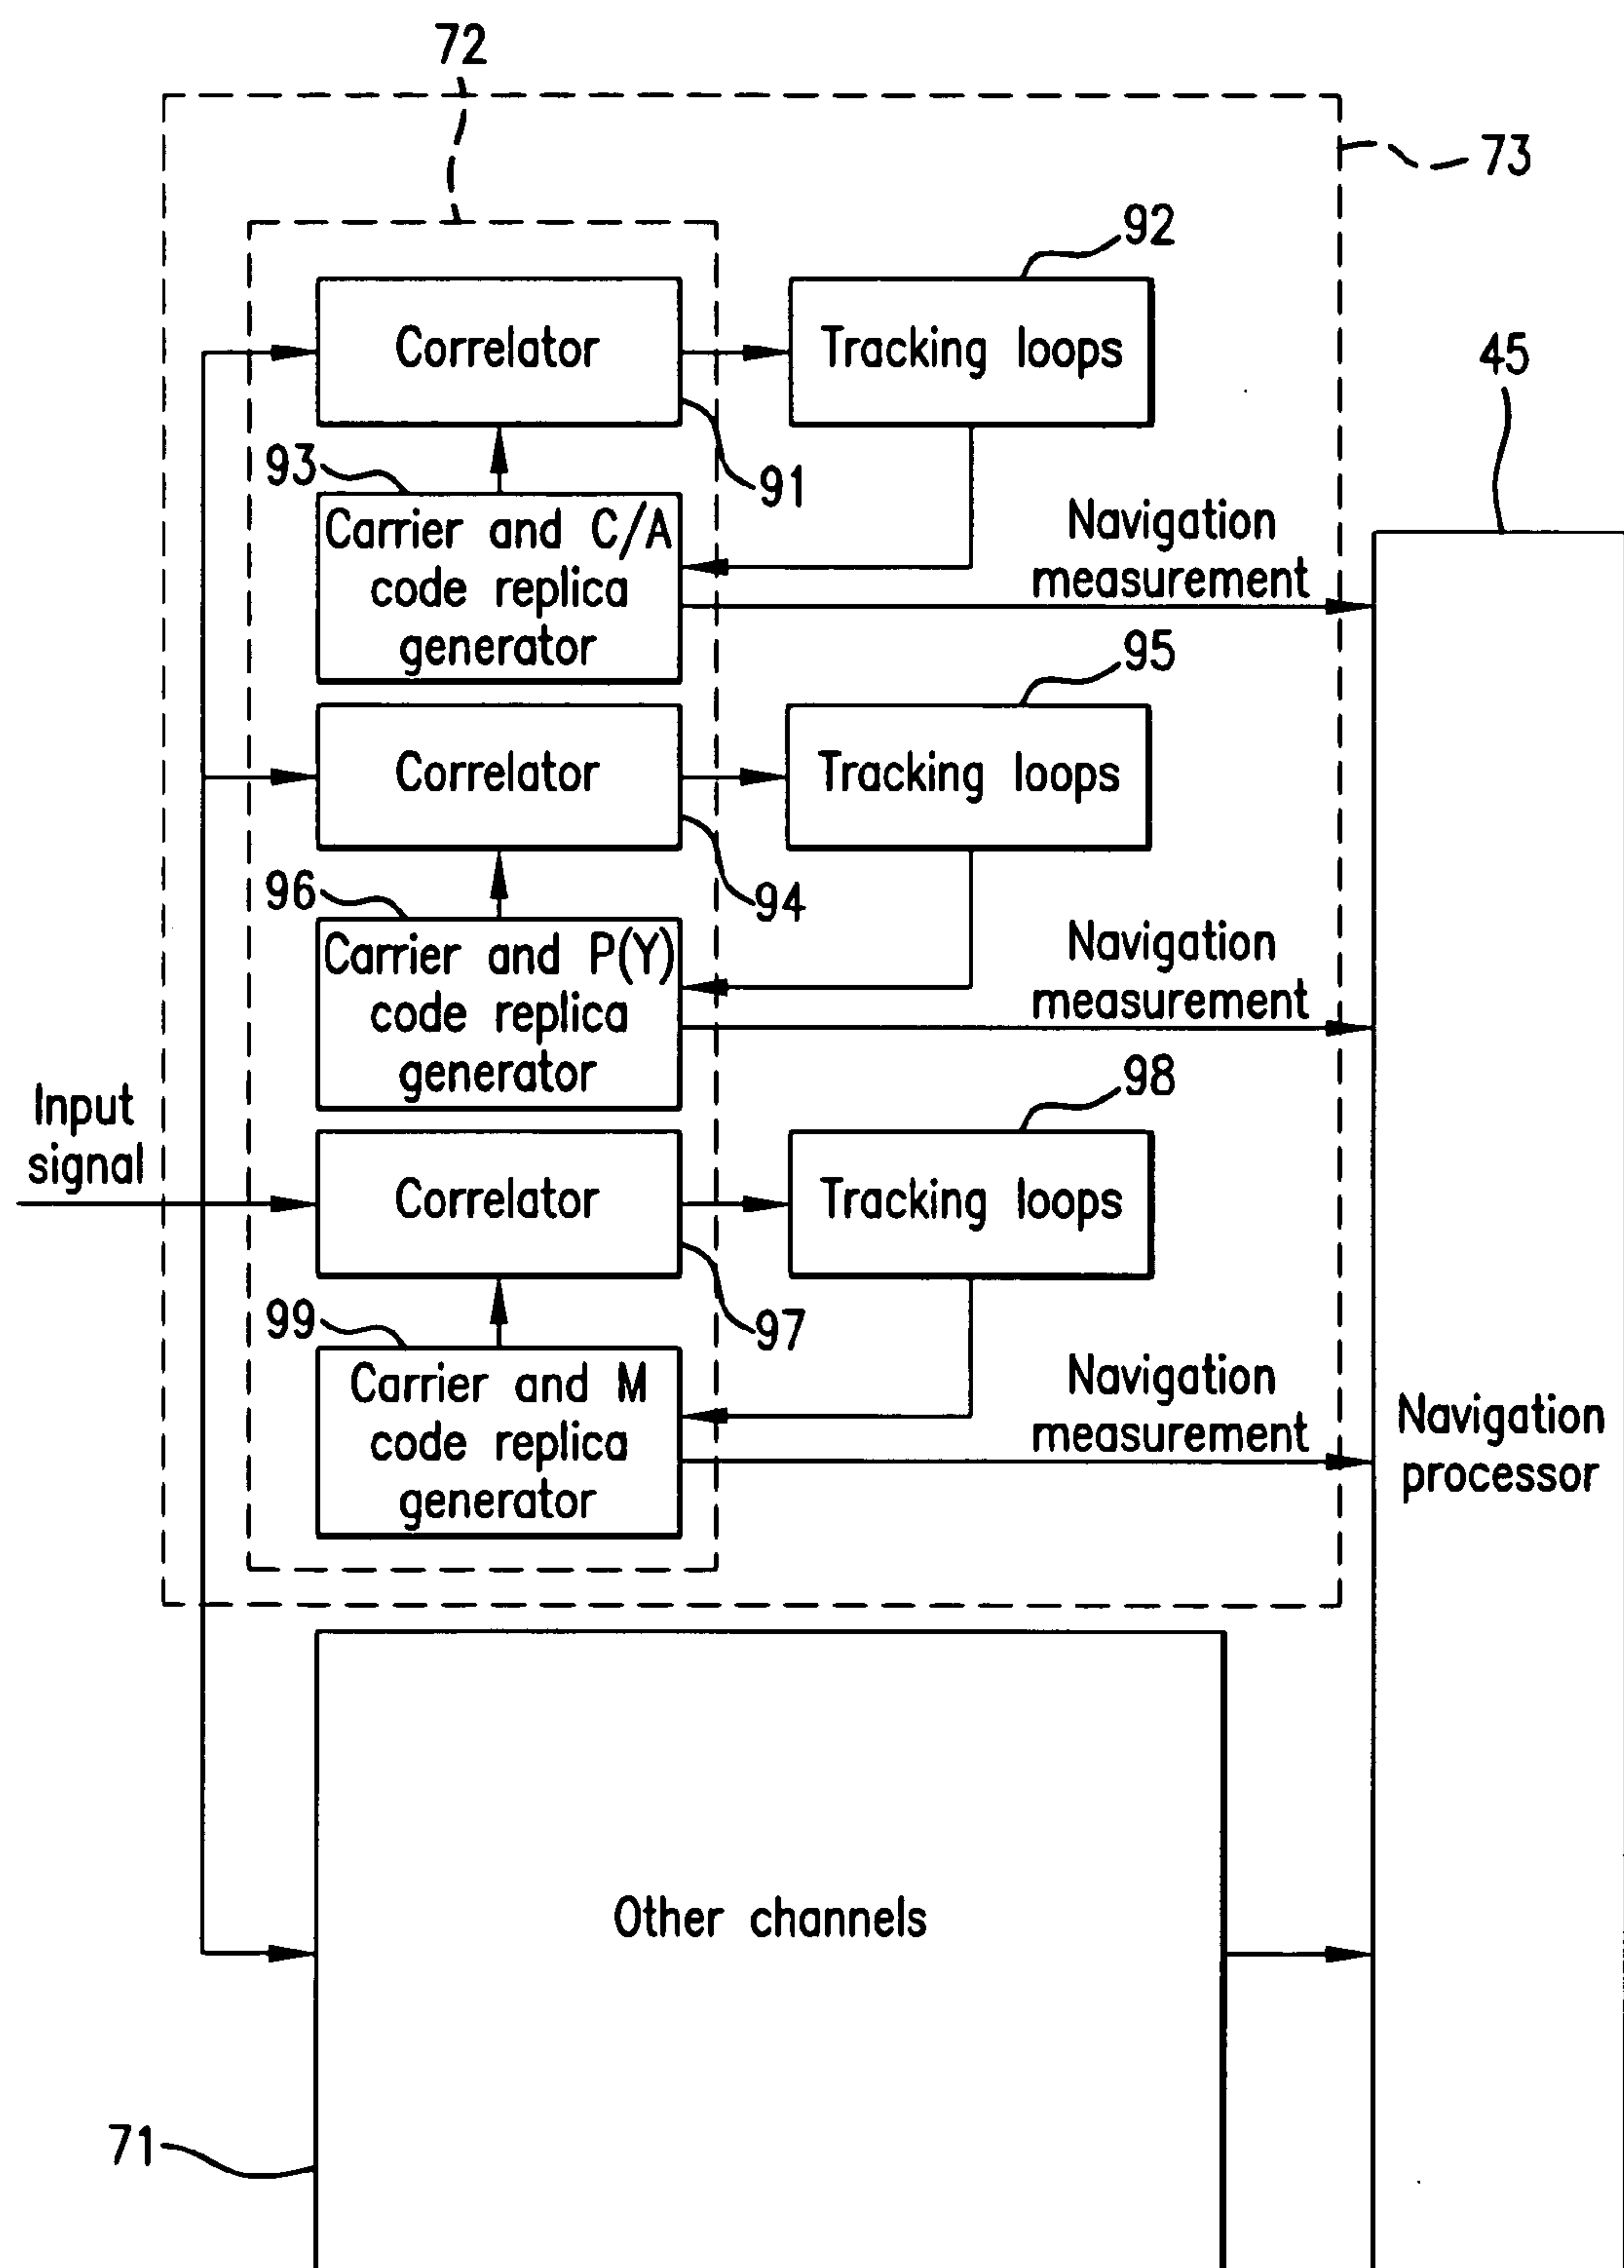 72
73
92
Correlator
Tracking loops
45
93
91
Carrier and C/A
code replica
generator
Navigation
measurement
95
Correlator
Tracking loops
96
94
Carrier and P(Y)
code replica
generator
Navigation
measurement
98
Input
signal
Correlator
Tracking loops
99
97
Carrier and M
code replica
generator
Navigation
measurement
Navigation
processor
Other channels
71